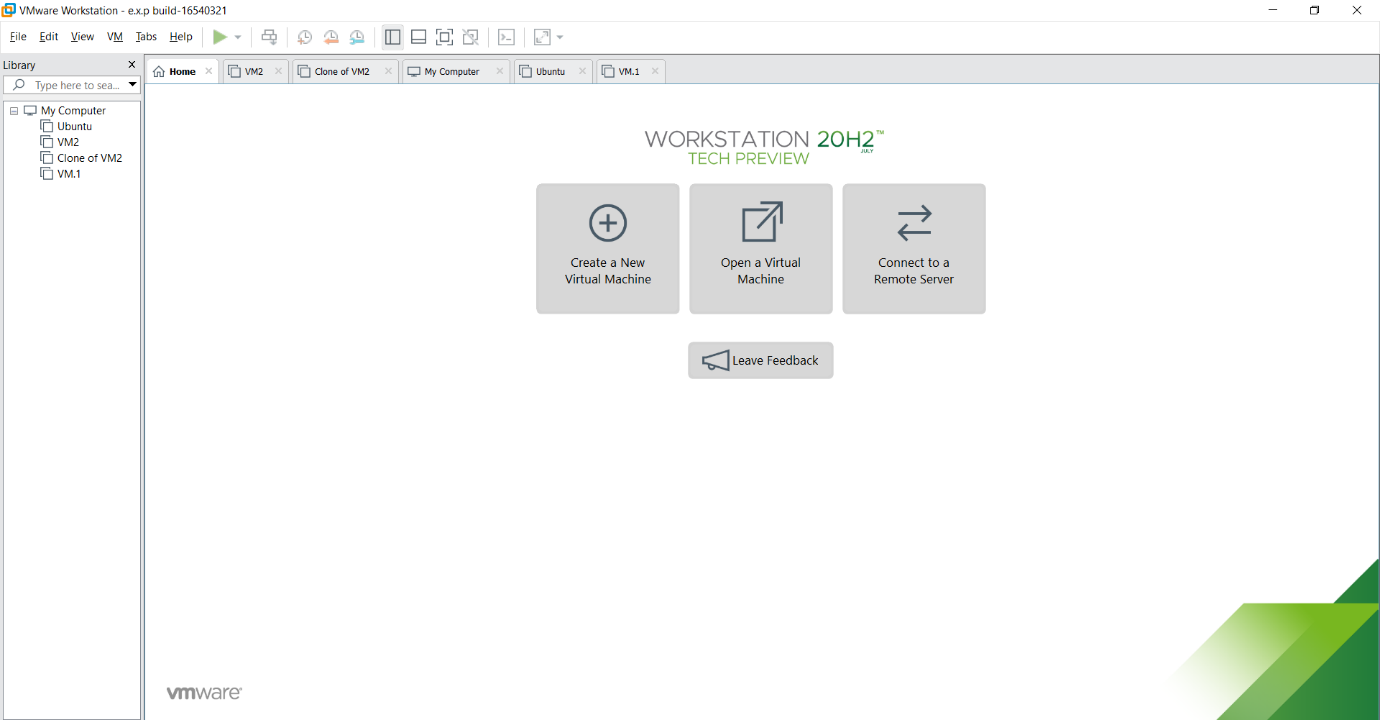 VMware Workstation - e.x.p build-16540321
File Edit View VM Tabs Help
Library
Type here to sea...
Home VM2 Clone of VM2 My Computer Ubuntu VM.1
My Computer
Ubuntu
VM2
Clone of VM2
VM.1
WORKSTATION 20H2™
JULY
TECH PREVIEW
Create a New
Virtual Machine
Open a Virtual
Machine
Connect to a
Remote Server
Leave Feedback
vmware®